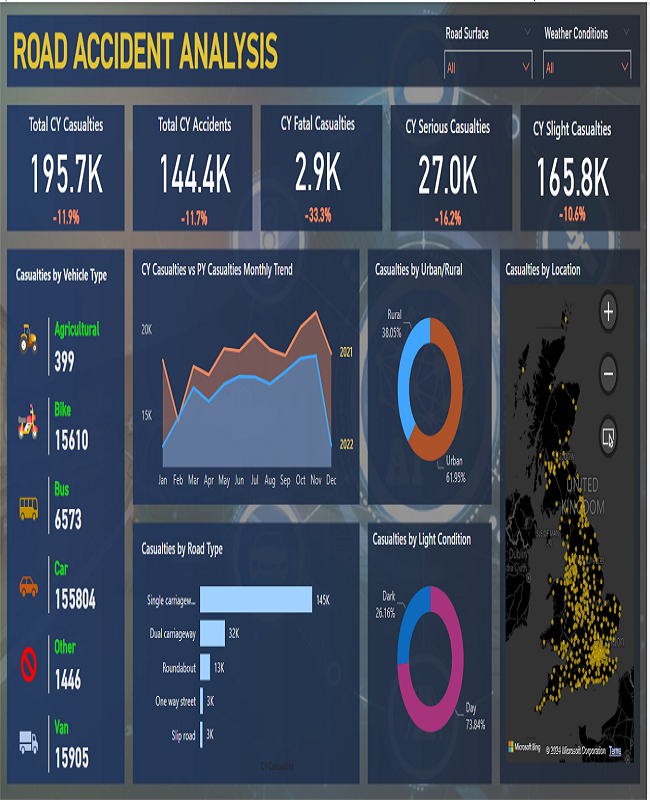 ROAD ACCIDENT ANALYSIS
Road Surface
Weather Conditions
All
All
Total CY Casualties
195.7K
-11.9%
Total CY Accidents
144.4K
-11.7%
CY Fatal Casualties
2.9K
-33.3%
CY Serious Casualties
27.0K
-16.2%
CY Slight Casualties
165.8K
-10.6%
Casualties by Vehicle Type
Agricultural
399
Bike
15610
Bus
6573
Car
155804
Other
1446
Van
15905
CY Casualties vs PY Casualties Monthly Trend
20K
15K
2021
2022
Jan Feb Mar Apr May Jun Jul Aug Sep Oct Nov Dec
Casualties by Urban/Rural
Rural
38.05%
Urban
61.95%
Casualties by Road Type
Single carriagew...
145K
Dual carriageway
32K
Roundabout
13K
One way street
3K
Slip road
3K
CY Casualties
Casualties by Light Condition
Dark
26.16%
Day
73.84%
Casualties by Location
UNITED
KINGDOM
Dublin
Microsoft Bing
© 2024 Microsoft Corporation
Terms